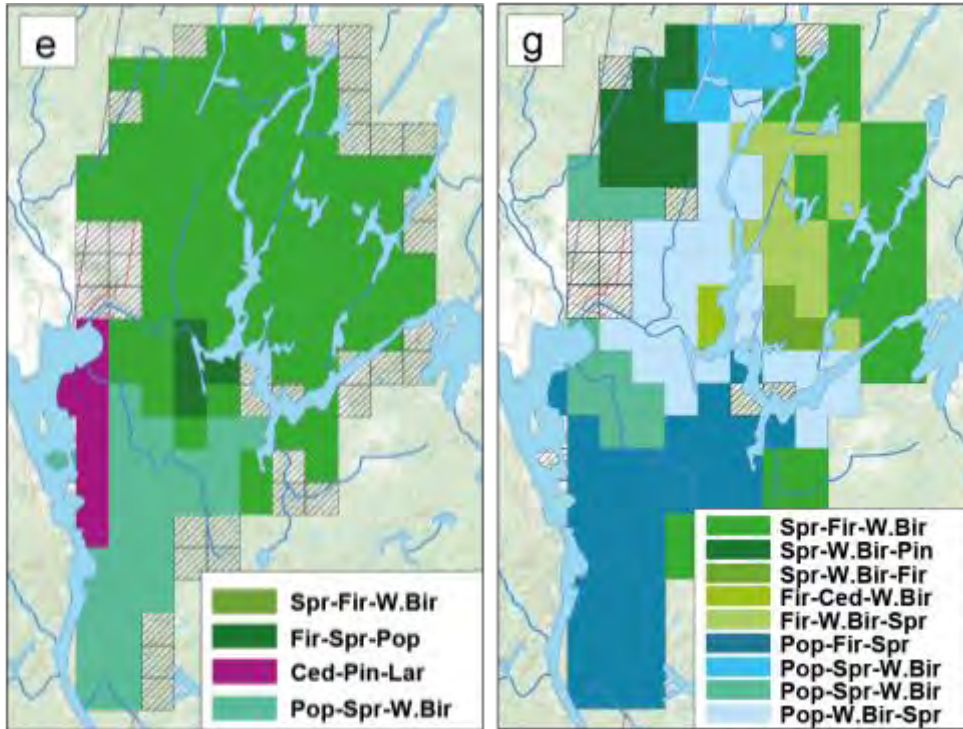 e
Spr-Fir-W.Bir
Fir-Spr-Pop
Ced-Pin-Lar
Pop-Spr-W.Bir
g
Spr-Fir-W.Bir
Spr-W.Bir-Pin
Spr-W.Bir-Fir
Fir-Ced-W.Bir
Fir-W.Bir-Spr
Pop-Fir-Spr
Pop-Spr-W.Bir
Pop-Spr-W.Bir
Pop-W.Bir-Spr